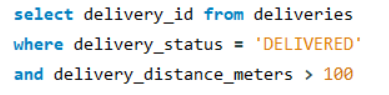 select delivery_id from deliveries
where delivery_status = 'DELIVERED'
and delivery_distance_meters > 100